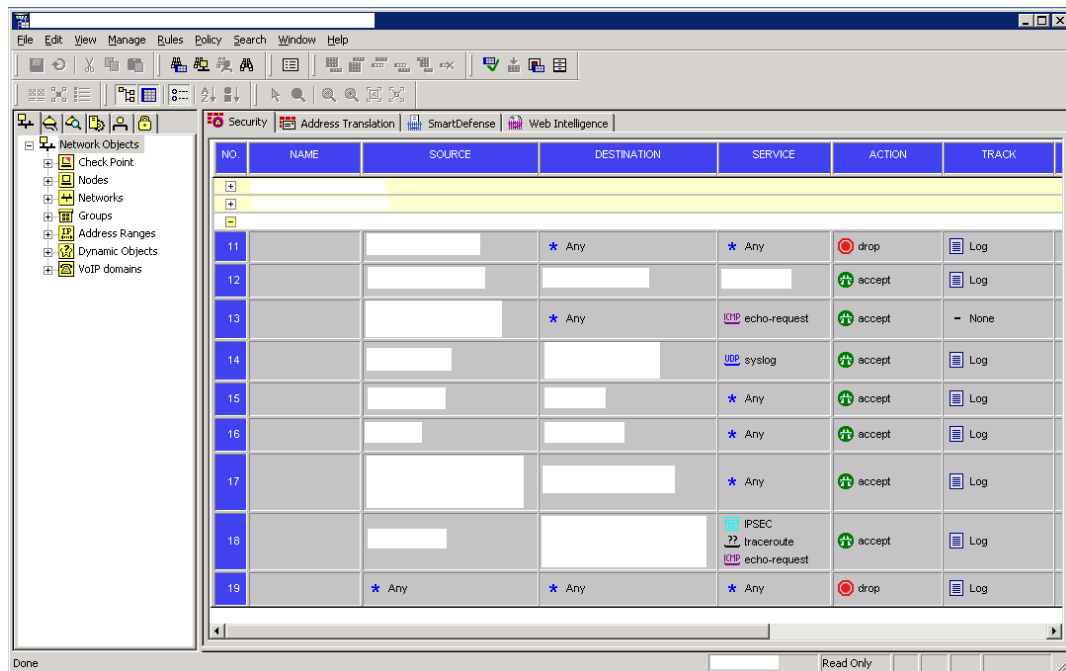 File Edit View Manage Rules Policy Search Window Help
Security Address Translation SmartDefense Web Intelligence
Network Objects
Check Point
Nodes
Networks
Groups
Address Ranges
Dynamic Objects
VoIP domains
NO. NAME SOURCE DESTINATION SERVICE ACTION TRACK
11 * Any * Any drop Log
12 accept Log
13 * Any ICMP echo-request accept - None
14 UDP syslog accept Log
15 * Any accept Log
16 * Any accept Log
17 * Any accept Log
18 IPSEC accept Log
?? traceroute
ICMP echo-request
19 * Any * Any * Any drop Log
Done Read Only